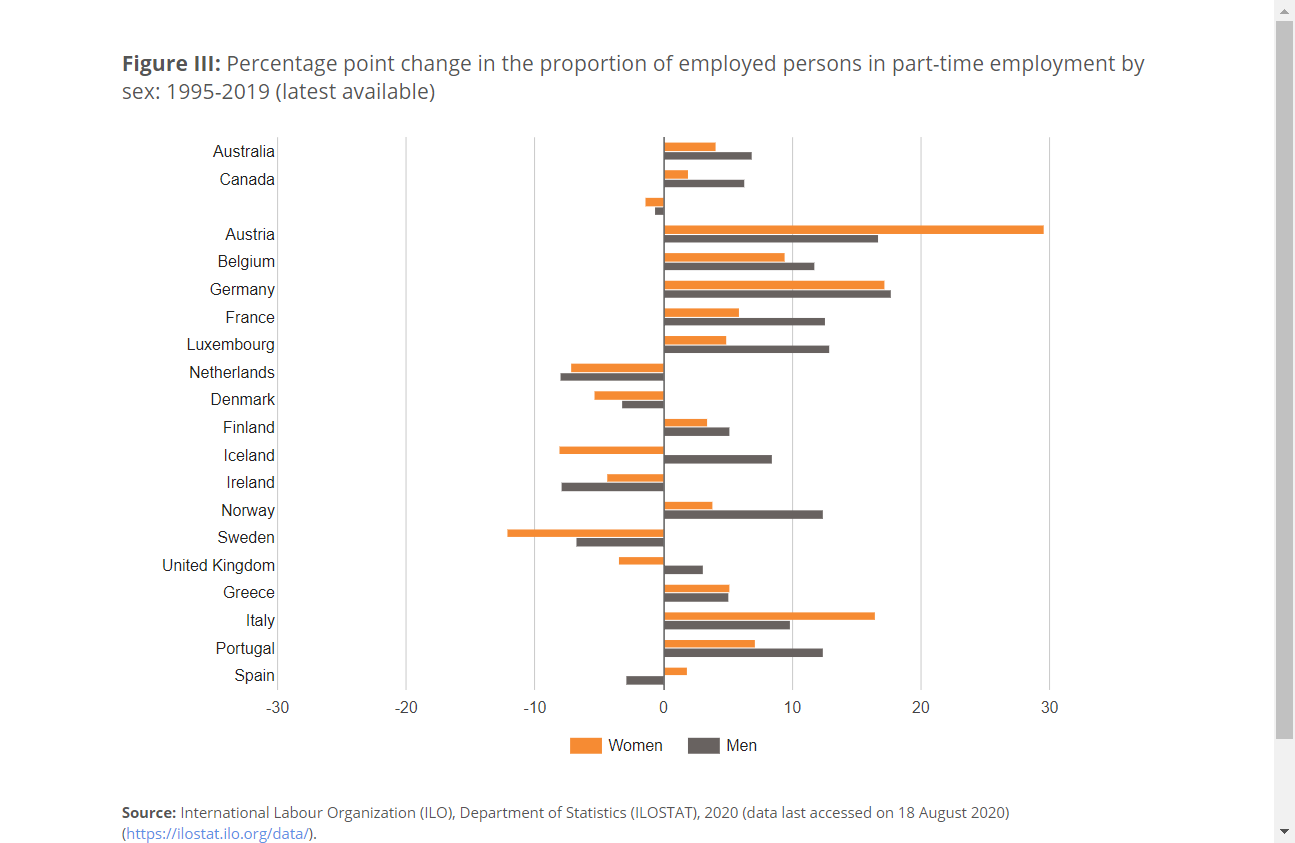 Figure III: Percentage point change in the proportion of employed persons in part-time employment by
sex: 1995-2019 (latest available)
Australia
Canada
Austria
Belgium
Germany
France
Luxembourg
Netherlands
Denmark
Finland
Iceland
Ireland
Norway
Sweden
United Kingdom
Greece
Italy
Portugal
Spain
-30 -20 -10 0 10 20 30
Women Men
Source: International Labour Organization (ILO), Department of Statistics (ILOSTAT), 2020 (data last accessed on 18 August 2020)
(https://ilostat.ilo.org/data/).